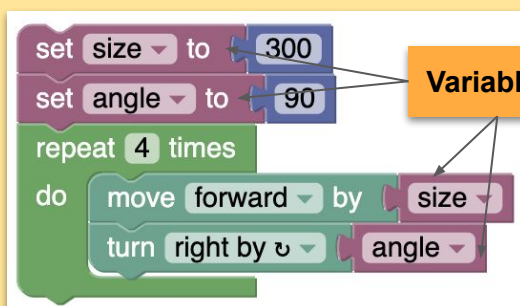 set size to 300
set angle to 90
Variabl
repeat 4 times
do move forward by size
turn right by ↻ angle